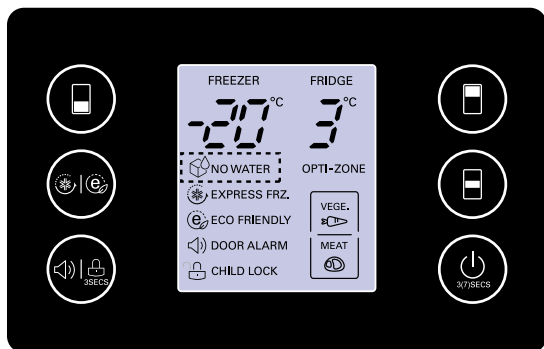 FREEZER FRIDGE
-20°C 3°C
NO WATER OPTI-ZONE
EXPRESS FRZ.
VEGE.
e ECO FRIENDLY
DOOR ALARM MEAT
CHILD LOCK
e
3SECS
3(7)SECS